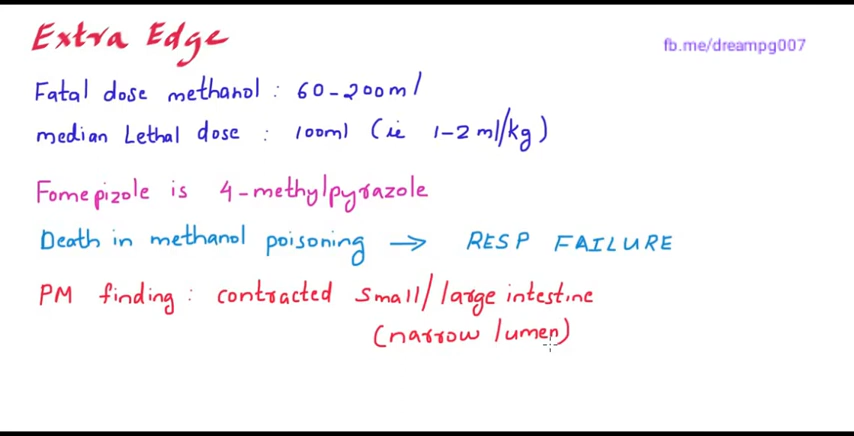 Extra Edge
fb.me/dreampg007
Fatal dose methanol : 60-200ml
median Lethal dose : 100ml (ie 1-2 ml/kg)
Fomepizole is 4-methylpyrazole
Death in methanol poisoning → RESP FAILURE
PM finding : contracted small/large intestine
(narrow lumen)